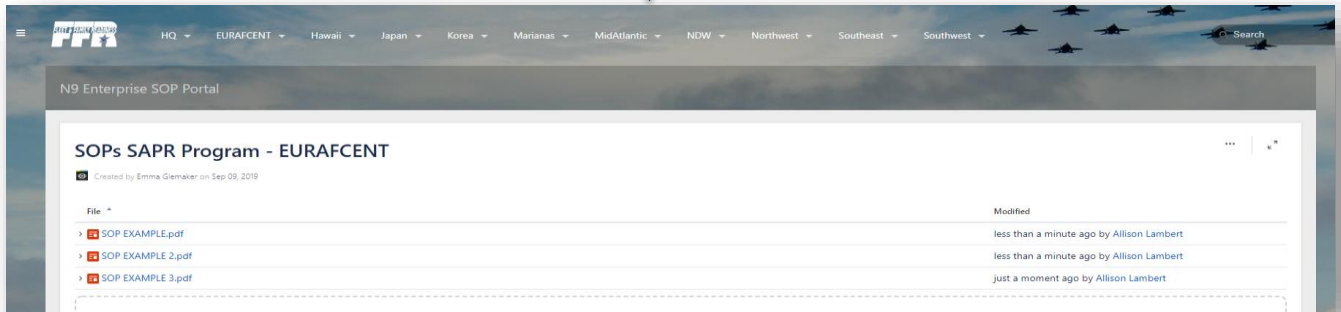 FLEET & FAMILY READINESS
FFR
HQ EURAFCENT Hawaii Japan Korea Marianas MidAtlantic NDW Northwest Southeast Southwest Search
N9 Enterprise SOP Portal
SOPs SAPR Program - EURAFCENT
Created by Emma Glemaker on Sep 09, 2019
File Modified
SOP EXAMPLE.pdf less than a minute ago by Allison Lambert
SOP EXAMPLE 2.pdf less than a minute ago by Allison Lambert
SOP EXAMPLE 3.pdf just a moment ago by Allison Lambert